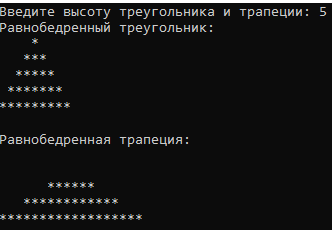 Введите высоту треугольника и трапеции: 5
Равнобедренный треугольник:
    *
   ***
  *****
 *******
*********
Равнобедренная трапеция:
      ******
   ************
******************